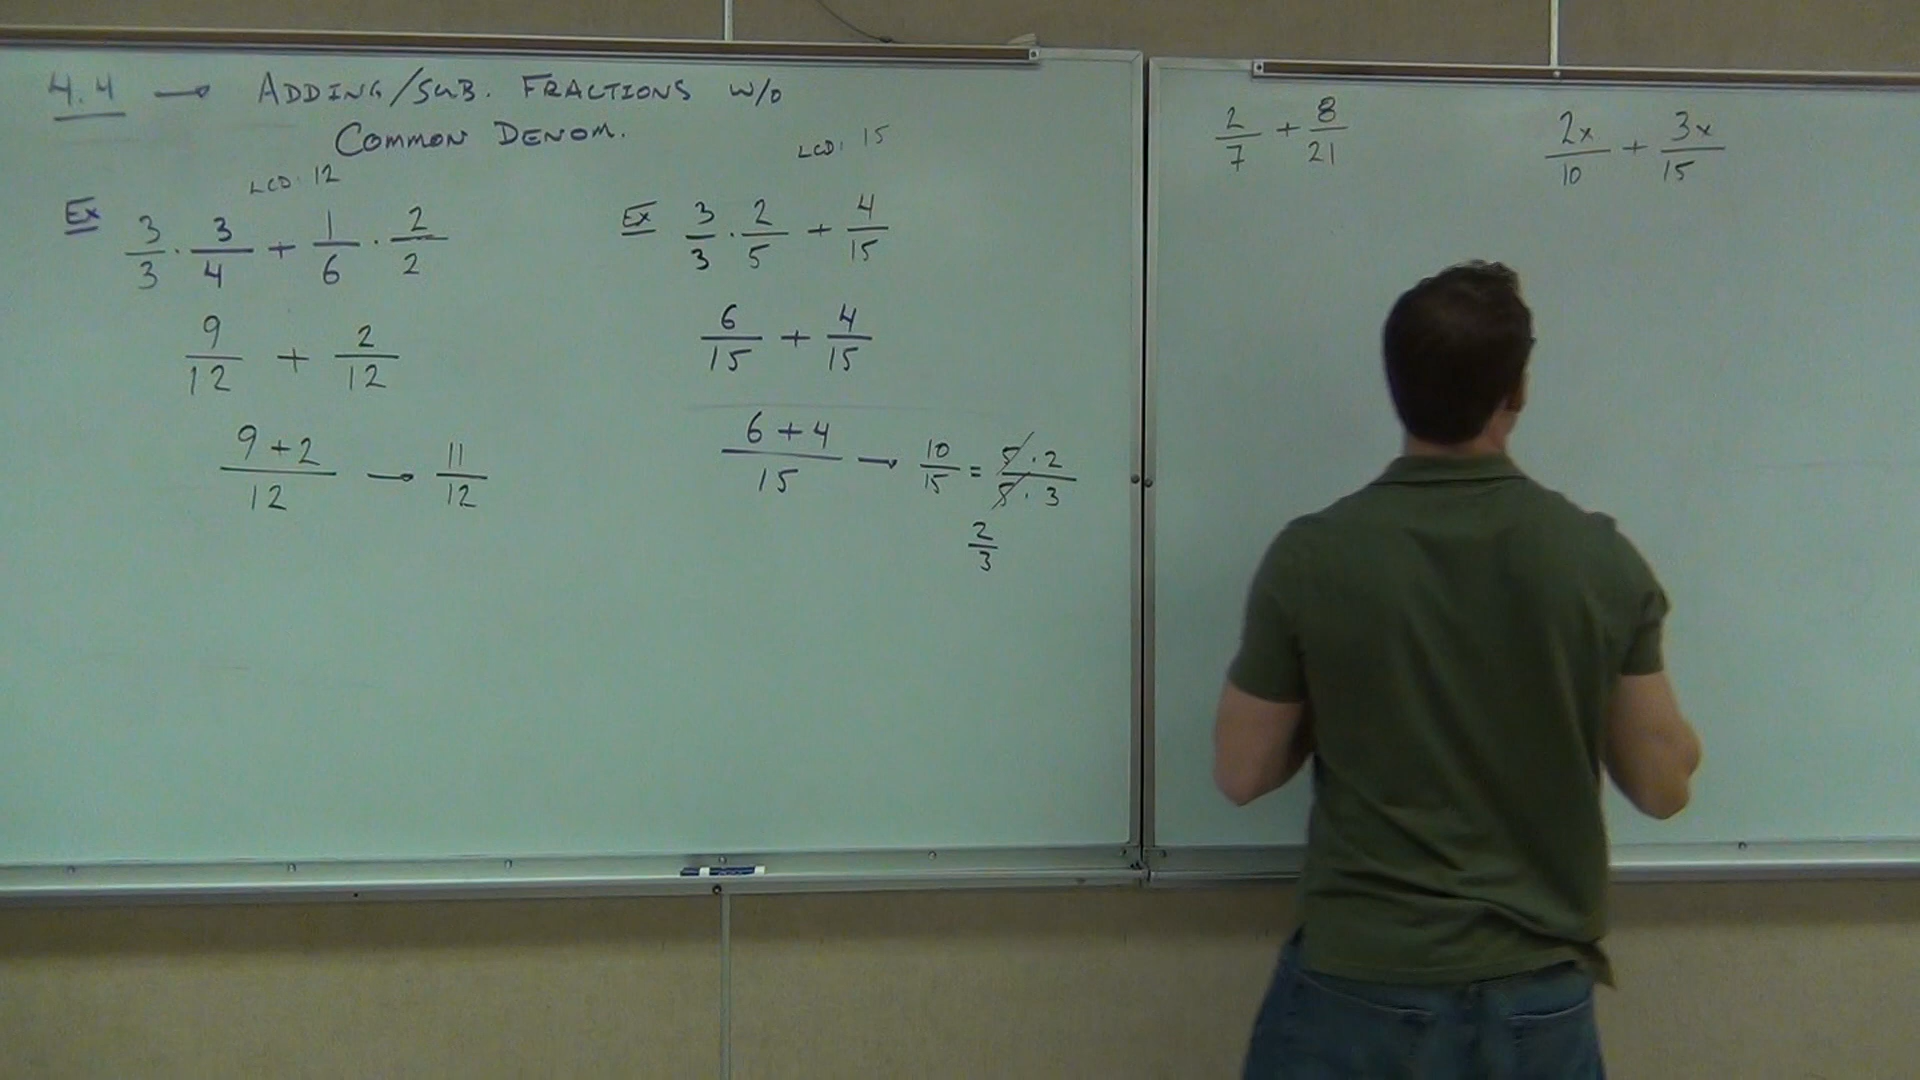 4.4 → ADDING/SUB. FRACTIONS W/O
COMMON DENOM.
LCD: 12
Ex 3/3 · 3/4 + 1/6 · 2/2
9/12 + 2/12
9+2/12 → 11/12
LCD: 15
Ex 3/3 · 2/5 + 4/15
6/15 + 4/15
6+4/15 → 10/15 = 5·2/5·3
2/3
2/7 + 8/21
2x/10 + 3x/15